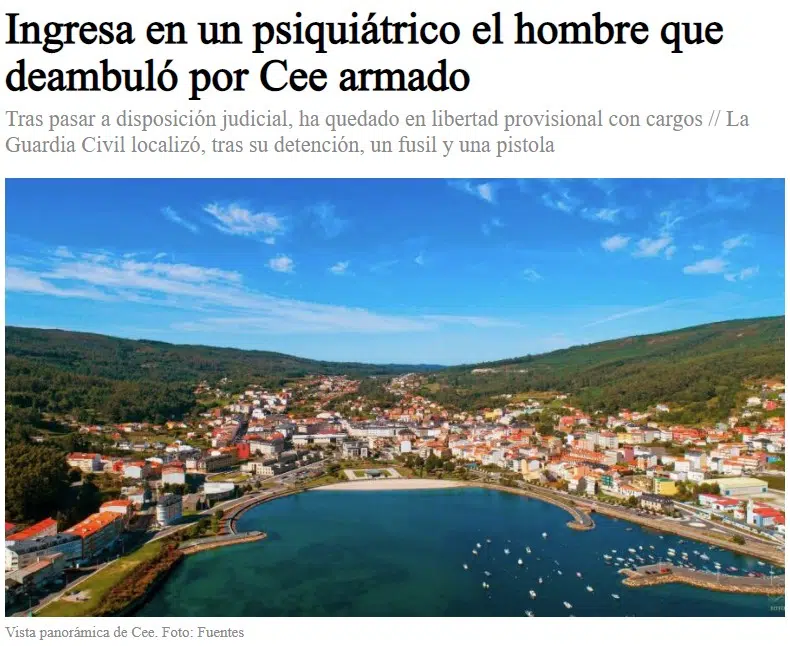 Ingresa en un psiquiátrico el hombre que
deambuló por Cee armado
Tras pasar a disposición judicial, ha quedado en libertad provisional con cargos // La
Guardia Civil localizó, tras su detención, un fusil y una pistola
Vista panorámica de Cee. Foto: Fuentes